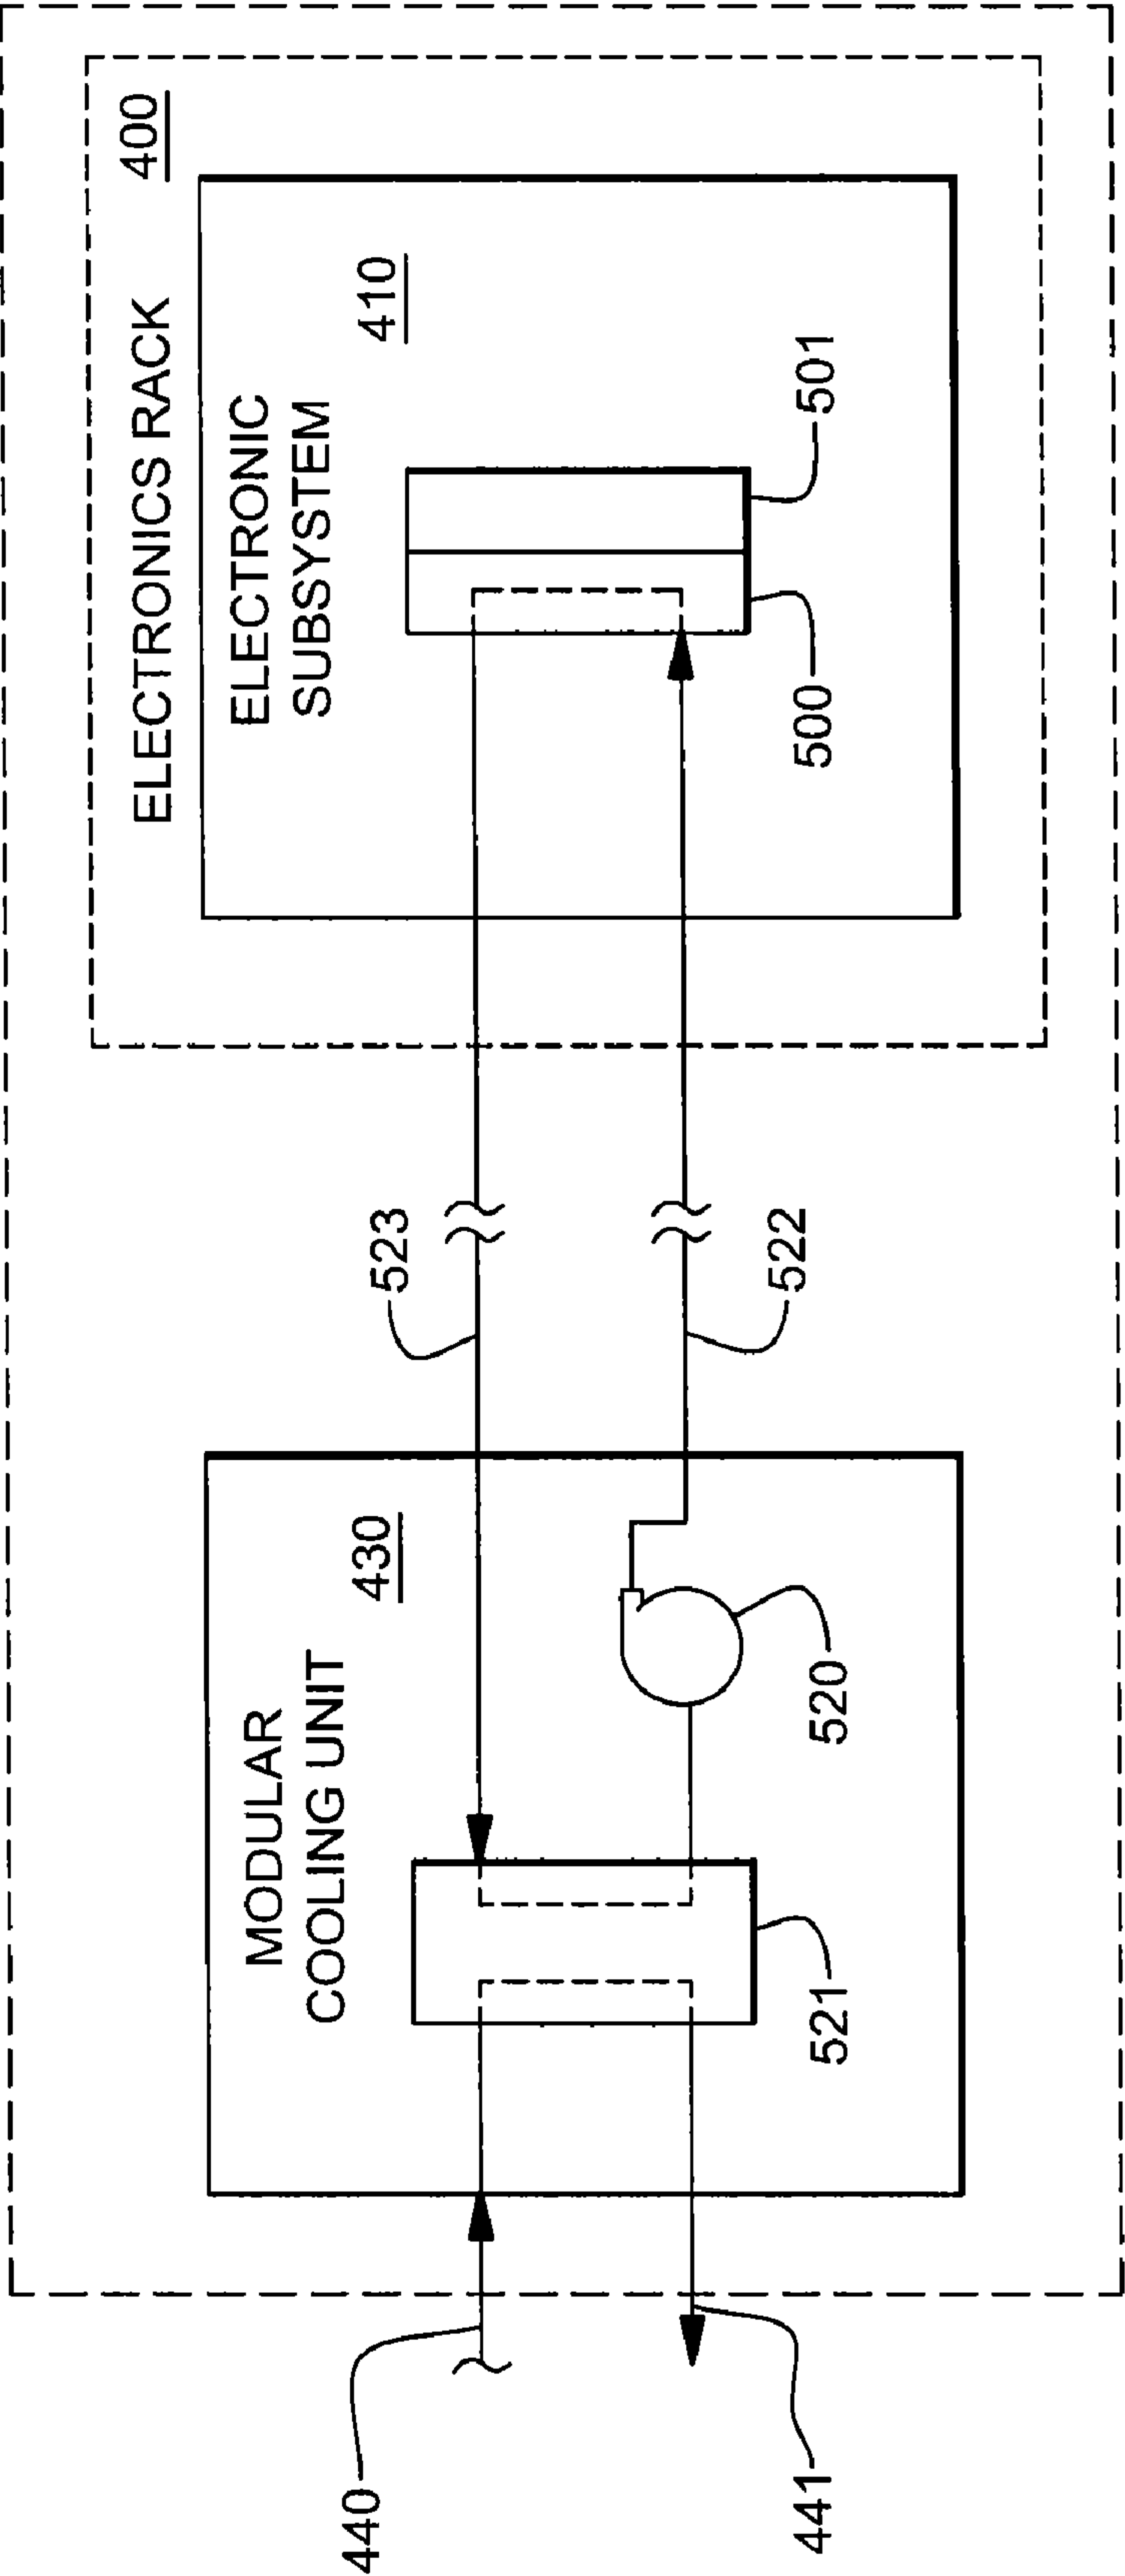 ELECTRONICS RACK
400
ELECTRONIC
SUBSYSTEM
410
501
500
523
522
MODULAR
COOLING UNIT
430
520
521
440
441